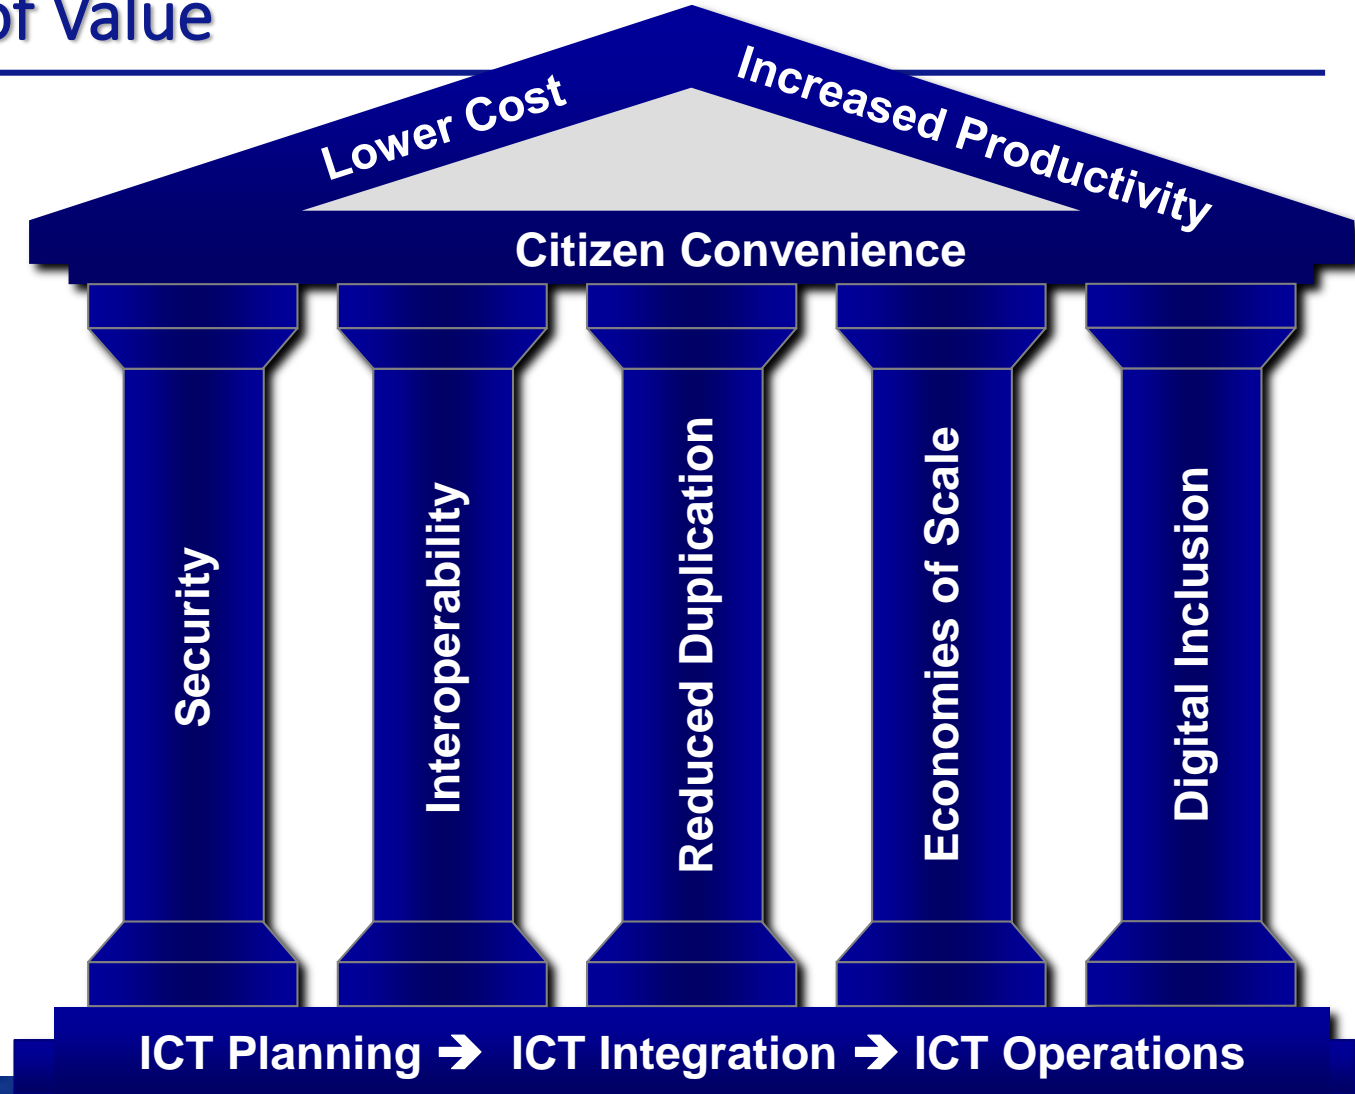 of Value
Lower Cost
Increased Productivity
Citizen Convenience
Security
Interoperability
Reduced Duplication
Economies of Scale
Digital Inclusion
ICT Planning ➔ ICT Integration ➔ ICT Operations